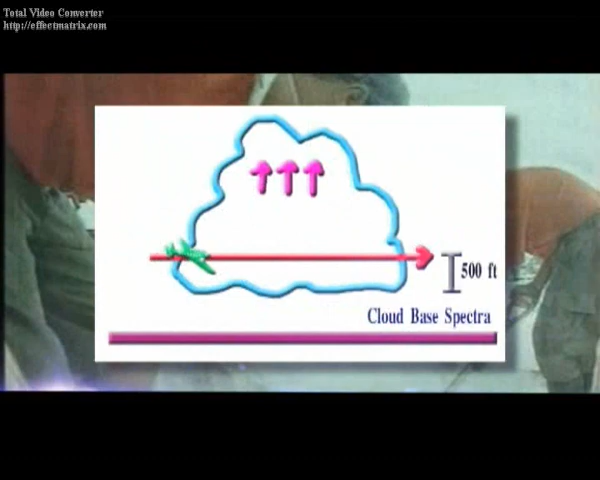 Total Video Converter
http://effectmatrix.com
500 ft
Cloud Base Spectra